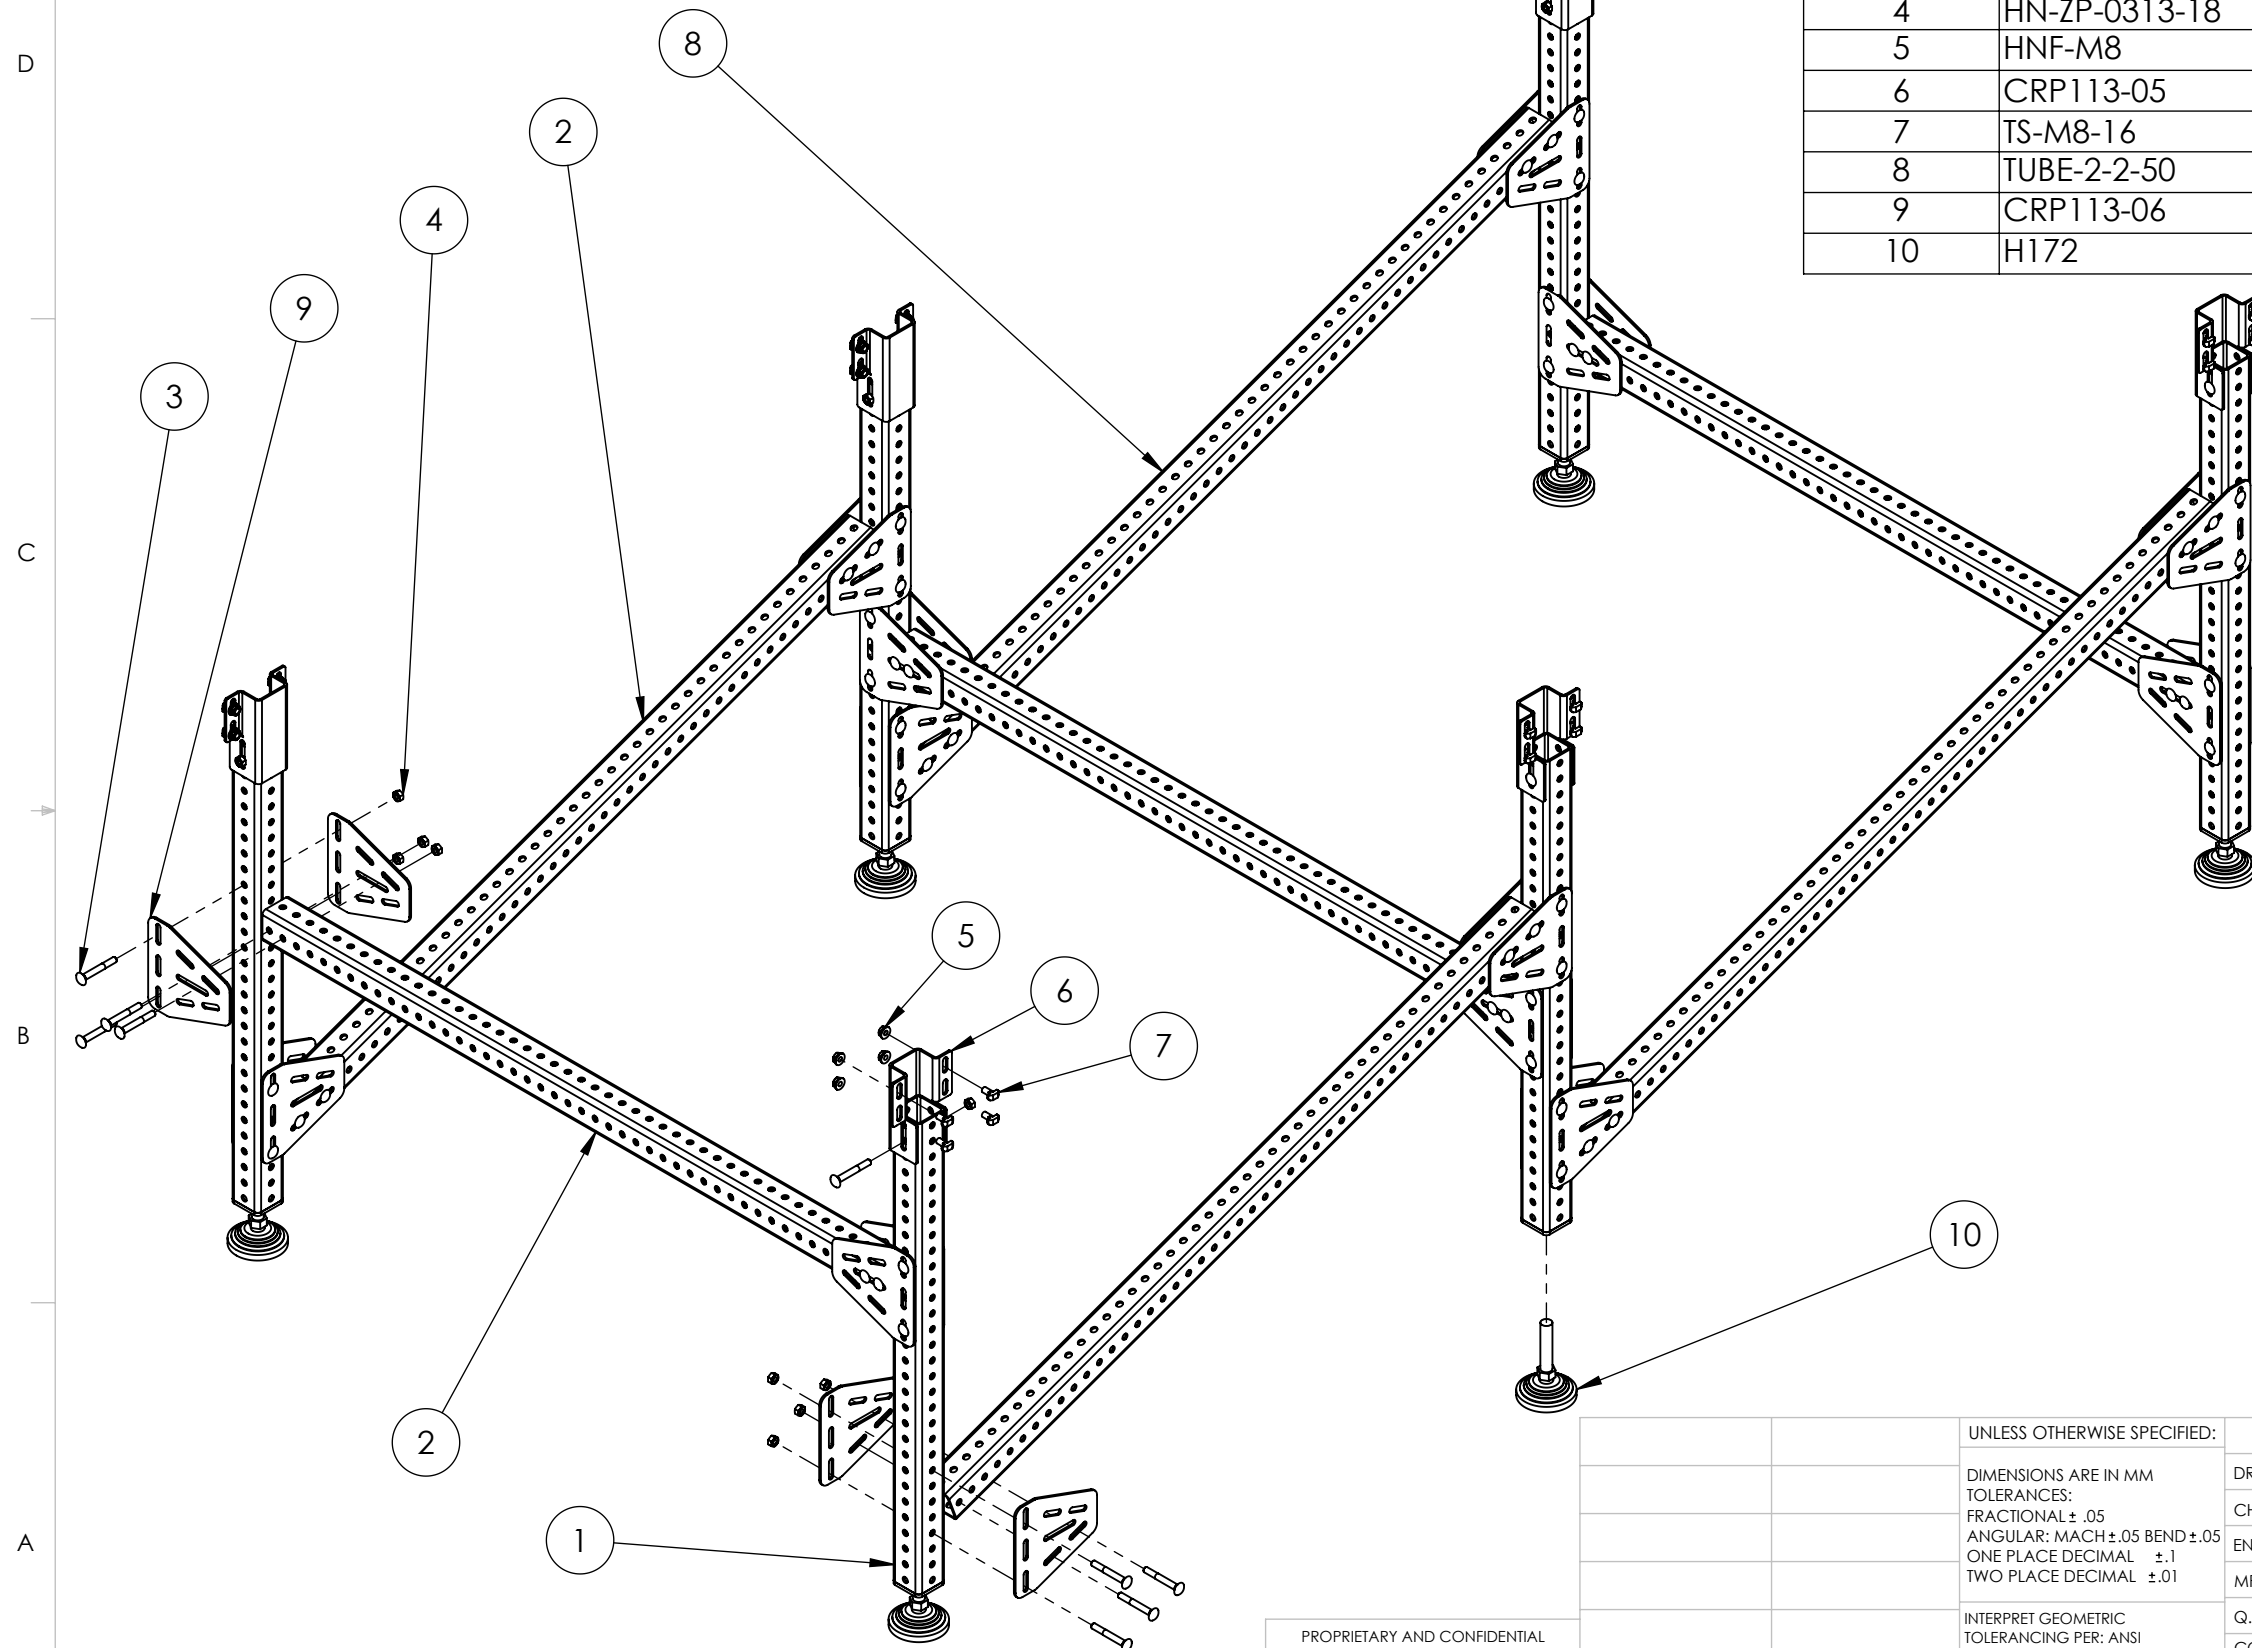 4 HN-ZP-0313-18
5 HNF-M8
6 CRP113-05
7 TS-M8-16
8 TUBE-2-2-50
9 CRP113-06
10 H172
D
8
2
4
9
3
C
5
6
7
B
10
2
1
A
UNLESS OTHERWISE SPECIFIED:
DIMENSIONS ARE IN MM
TOLERANCES:
FRACTIONAL ± .05
ANGULAR: MACH ± .05 BEND ± .05
ONE PLACE DECIMAL ± .1
TWO PLACE DECIMAL ± .01
INTERPRET GEOMETRIC
TOLERANCING PER: ANSI
PROPRIETARY AND CONFIDENTIAL
Q.